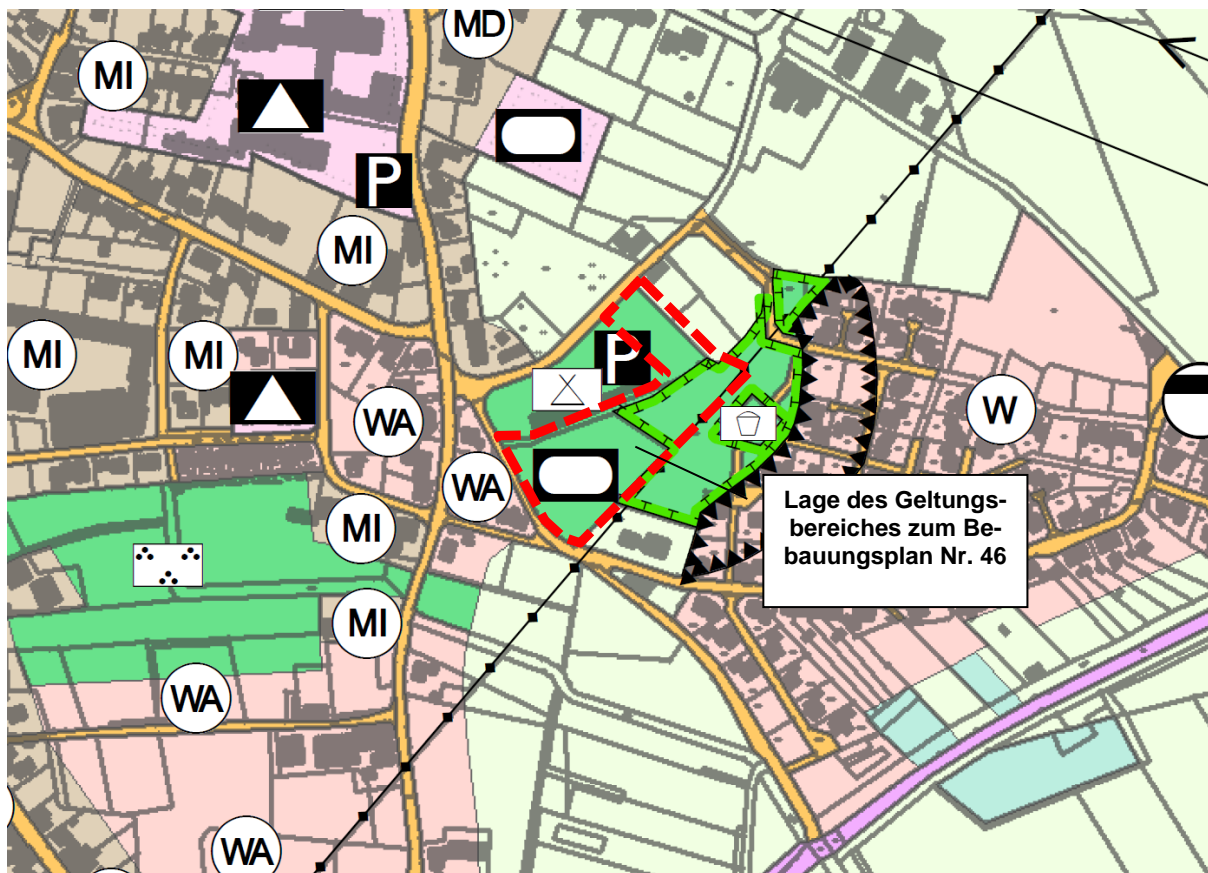 MD
MI
P
MI
MI
MI
P
WA
W
WA
Lage des Geltungs-
bereiches zum Be-
bauungsplan Nr. 46
MI
MI
WA
WA